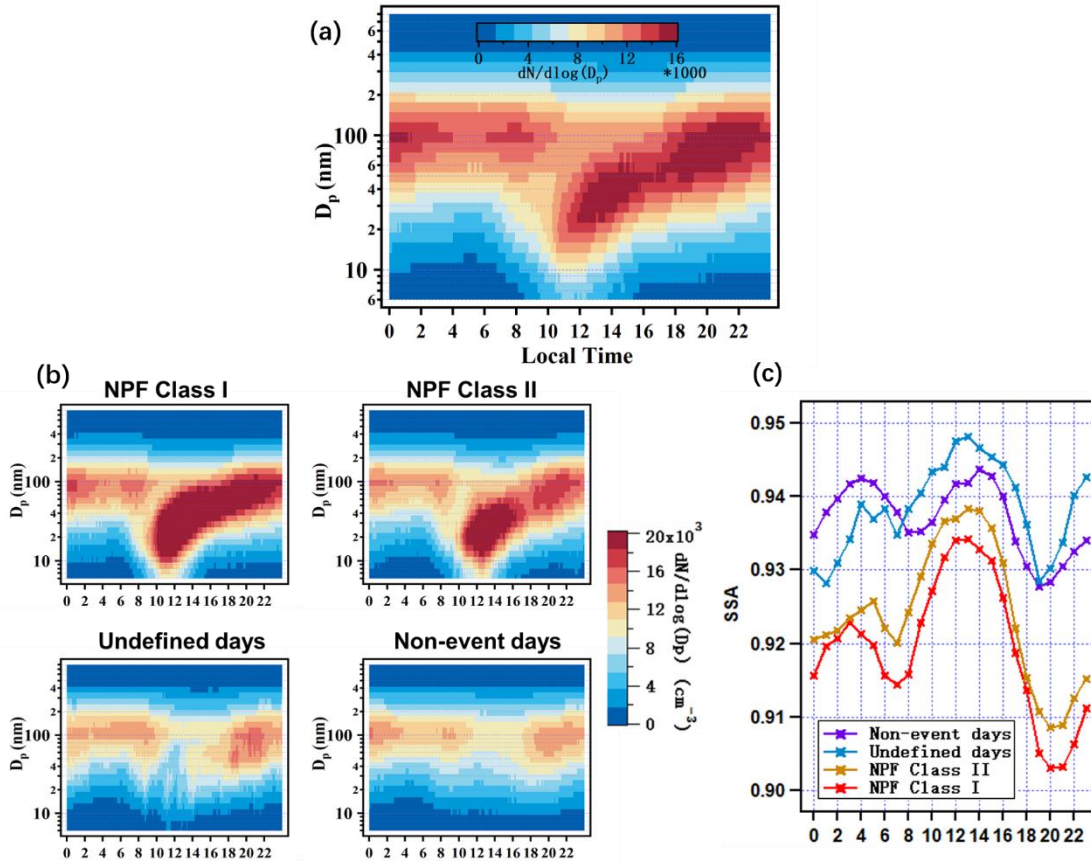 (a)
0 4 8 12 16
dN/dlog(Dp) *1000
6
4
2
100
6
4
2
10
6
Dp (nm)
0 2 4 6 8 10 12 14 16 18 20 22
Local Time
(b)
NPF Class I
4
2
100
4
2
10
Dp (nm)
0 2 4 6 8 10 12 14 16 18 20 22
NPF Class II
4
2
100
4
2
10
0 2 4 6 8 10 12 14 16 18 20 22
Undefined days
4
2
100
4
2
10
Dp (nm)
0 2 4 6 8 10 12 14 16 18 20 22
Non-event days
4
2
100
4
2
10
0 2 4 6 8 10 12 14 16 18 20 22
20x10³
16
12
8
4
0
dN/dlog(Dp) (cm⁻³)
(c)
0.95
0.94
0.93
0.92
0.91
0.90
SSA
Non-event days
Undefined days
NPF Class II
NPF Class I
0 2 4 6 8 10 12 14 16 18 20 22